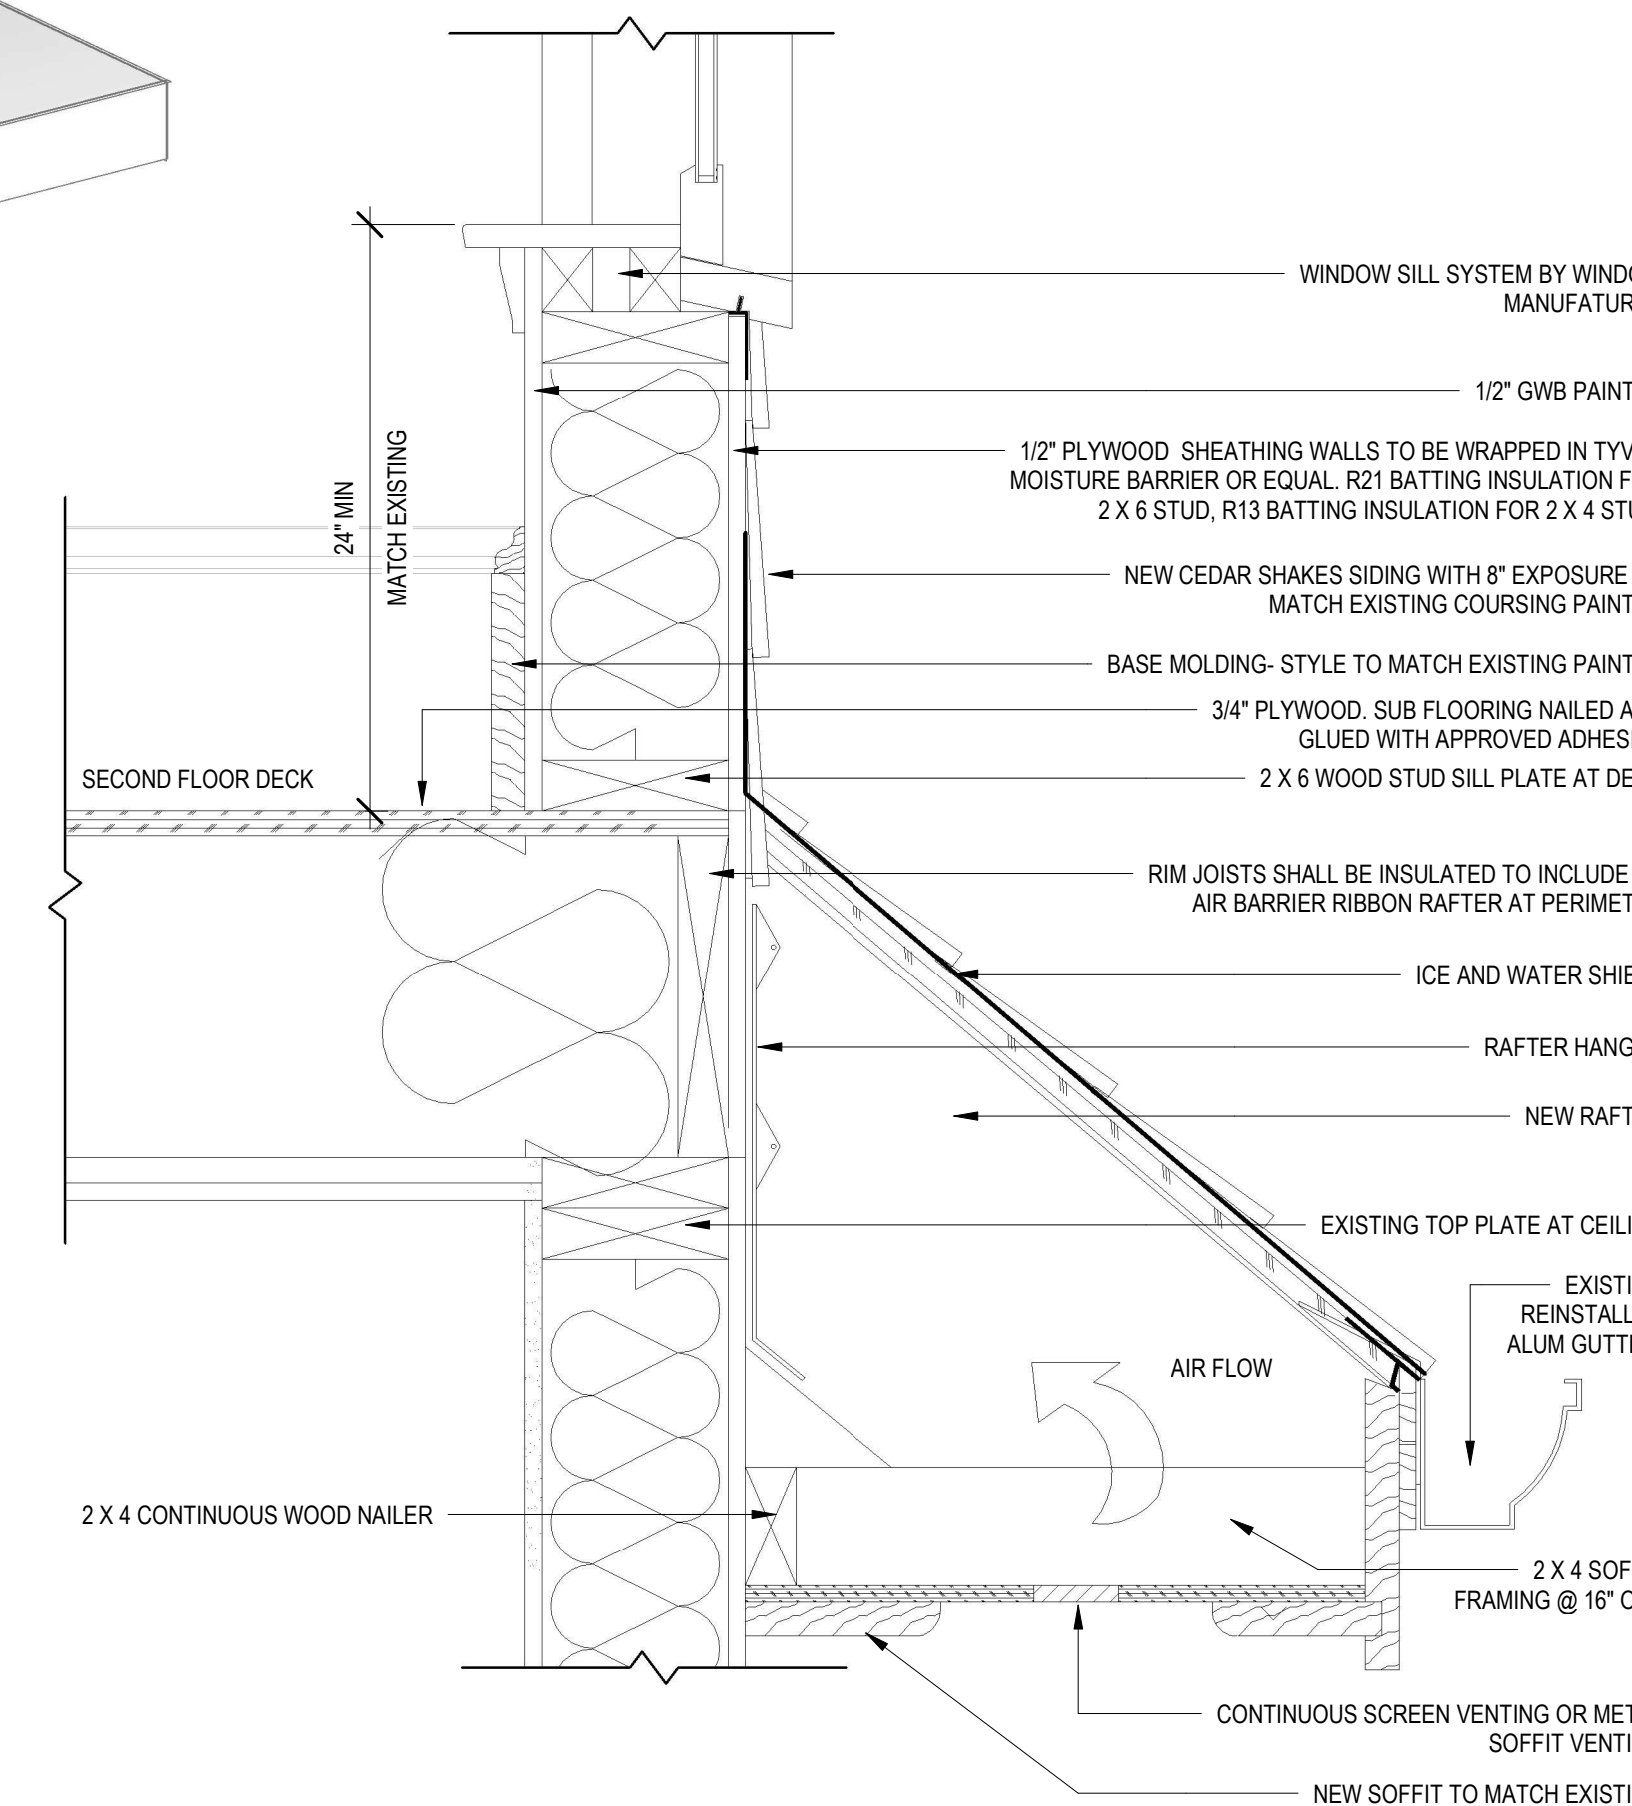 WINDOW SILL SYSTEM BY WINDO
MANUFATUR
1/2" GWB PAINT
1/2" PLYWOOD SHEATHING WALLS TO BE WRAPPED IN TYV
MOISTURE BARRIER OR EQUAL. R21 BATTING INSULATION F
2 X 6 STUD, R13 BATTING INSULATION FOR 2 X 4 STU
24" MIN
MATCH EXISTING
NEW CEDAR SHAKES SIDING WITH 8" EXPOSURE
MATCH EXISTING COURSING PAINT
BASE MOLDING- STYLE TO MATCH EXISTING PAINT
3/4" PLYWOOD. SUB FLOORING NAILED A
GLUED WITH APPROVED ADHES
SECOND FLOOR DECK
2 X 6 WOOD STUD SILL PLATE AT DE
RIM JOISTS SHALL BE INSULATED TO INCLUDE
AIR BARRIER RIBBON RAFTER AT PERIMET
ICE AND WATER SHIE
RAFTER HANG
NEW RAFT
EXISTING TOP PLATE AT CEILI
EXISTI
REINSTALL
ALUM GUTT
AIR FLOW
2 X 4 CONTINUOUS WOOD NAILER
2 X 4 SOF
FRAMING @ 16" O
CONTINUOUS SCREEN VENTING OR MET
SOFFIT VENTI
NEW SOFFIT TO MATCH EXISTI